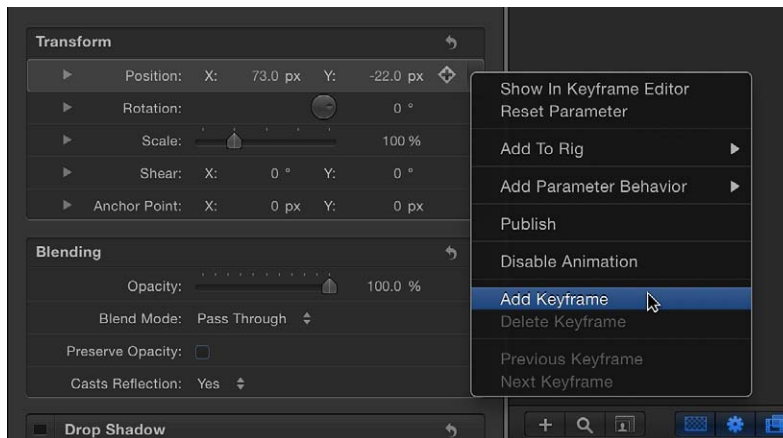 Transform
Position: X: 73.0 px Y: -22.0 px
Rotation: 0 °
Scale: 100 %
Shear: X: 0 ° Y: 0 °
Anchor Point: X: 0 px Y: 0 px
Blending
Opacity: 100.0 %
Blend Mode: Pass Through
Preserve Opacity:
Casts Reflection: Yes
Drop Shadow
Show In Keyframe Editor
Reset Parameter
Add To Rig
Add Parameter Behavior
Publish
Disable Animation
Add Keyframe
Delete Keyframe
Previous Keyframe
Next Keyframe